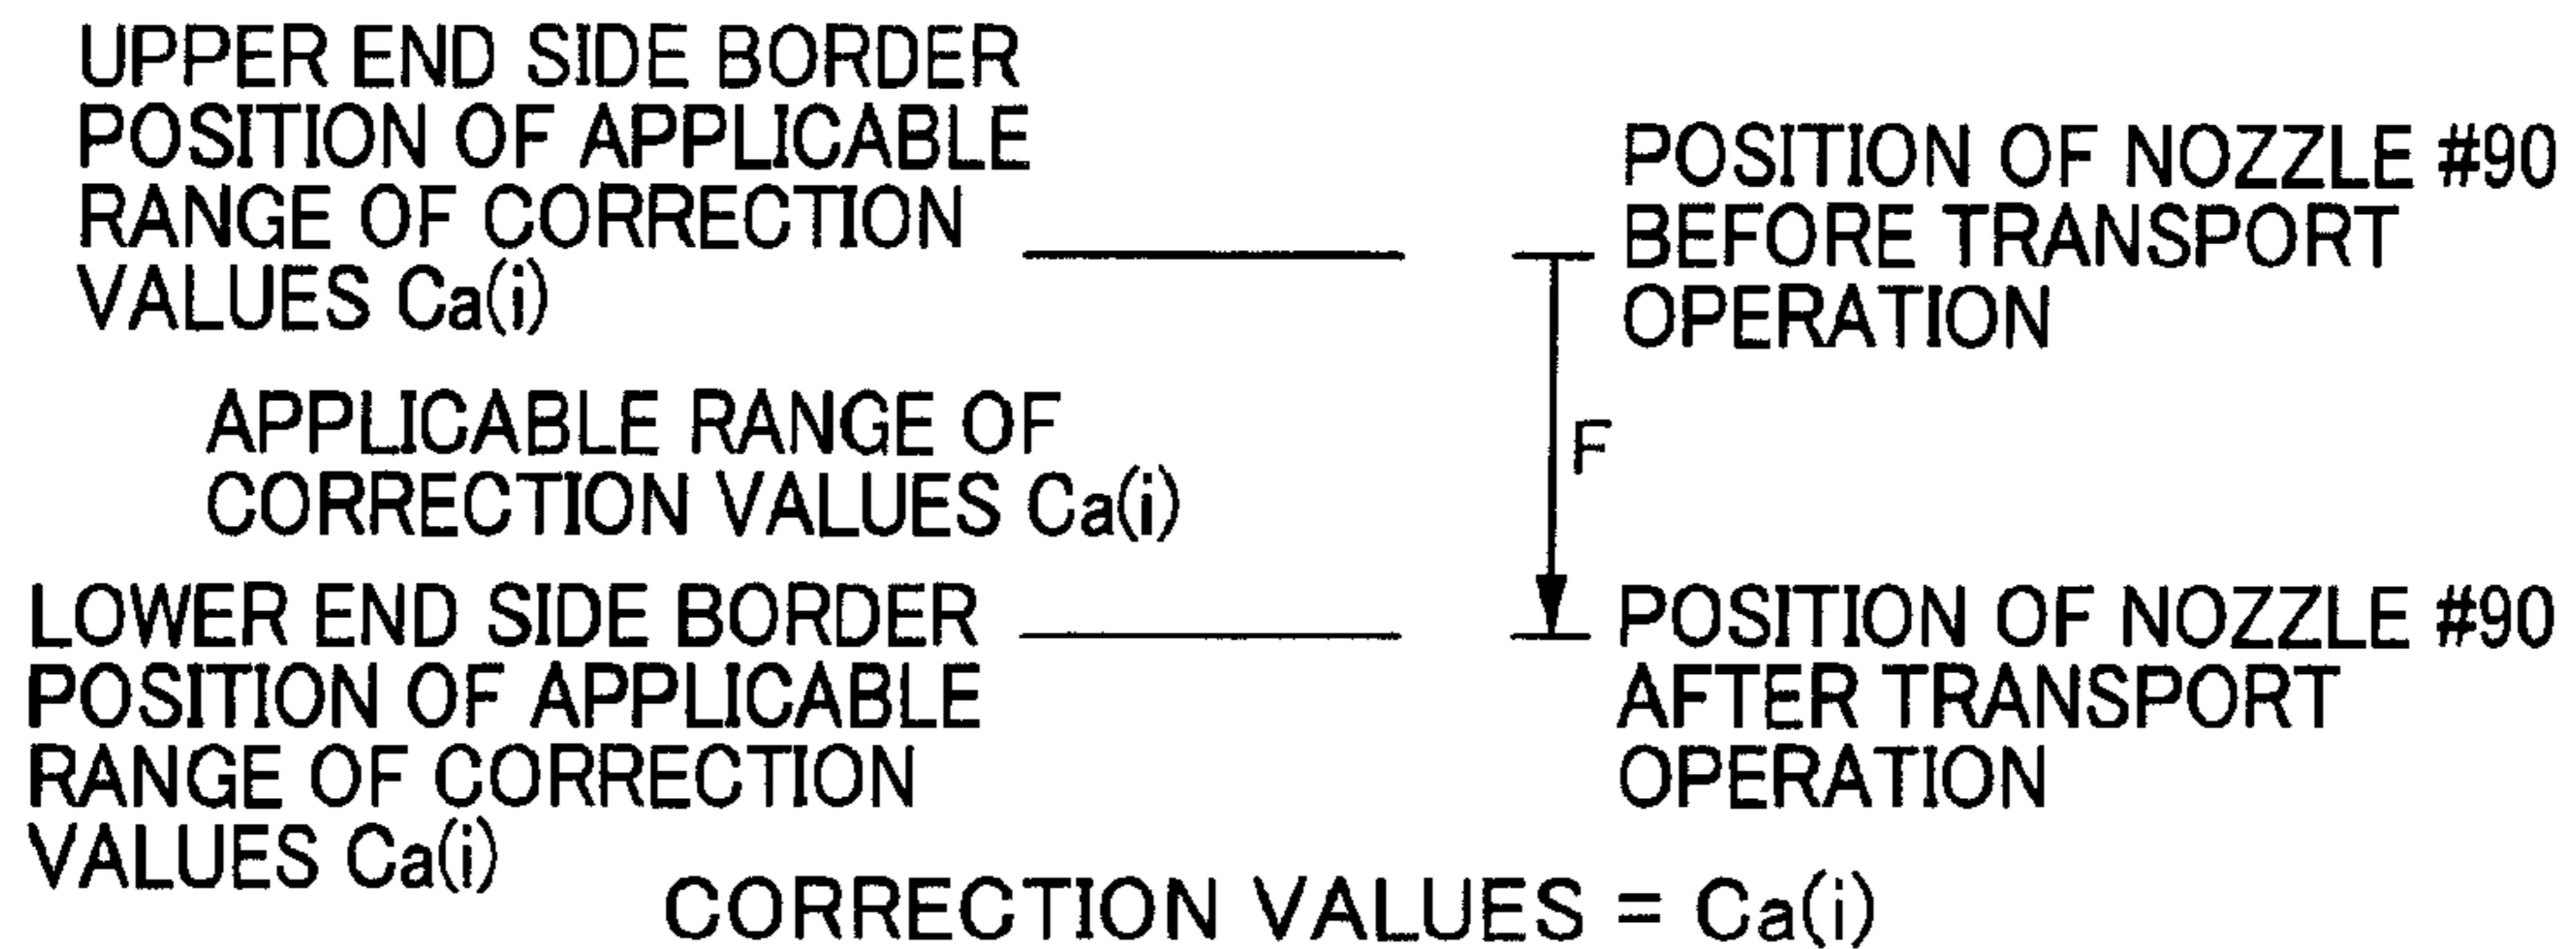 UPPER END SIDE BORDER
POSITION OF APPLICABLE
RANGE OF CORRECTION
VALUES Ca(i)
POSITION OF NOZZLE #90
BEFORE TRANSPORT
OPERATION
APPLICABLE RANGE OF
CORRECTION VALUES Ca(i)
F
LOWER END SIDE BORDER
POSITION OF APPLICABLE
RANGE OF CORRECTION
VALUES Ca(i)
POSITION OF NOZZLE #90
AFTER TRANSPORT
OPERATION
CORRECTION VALUES = Ca(i)